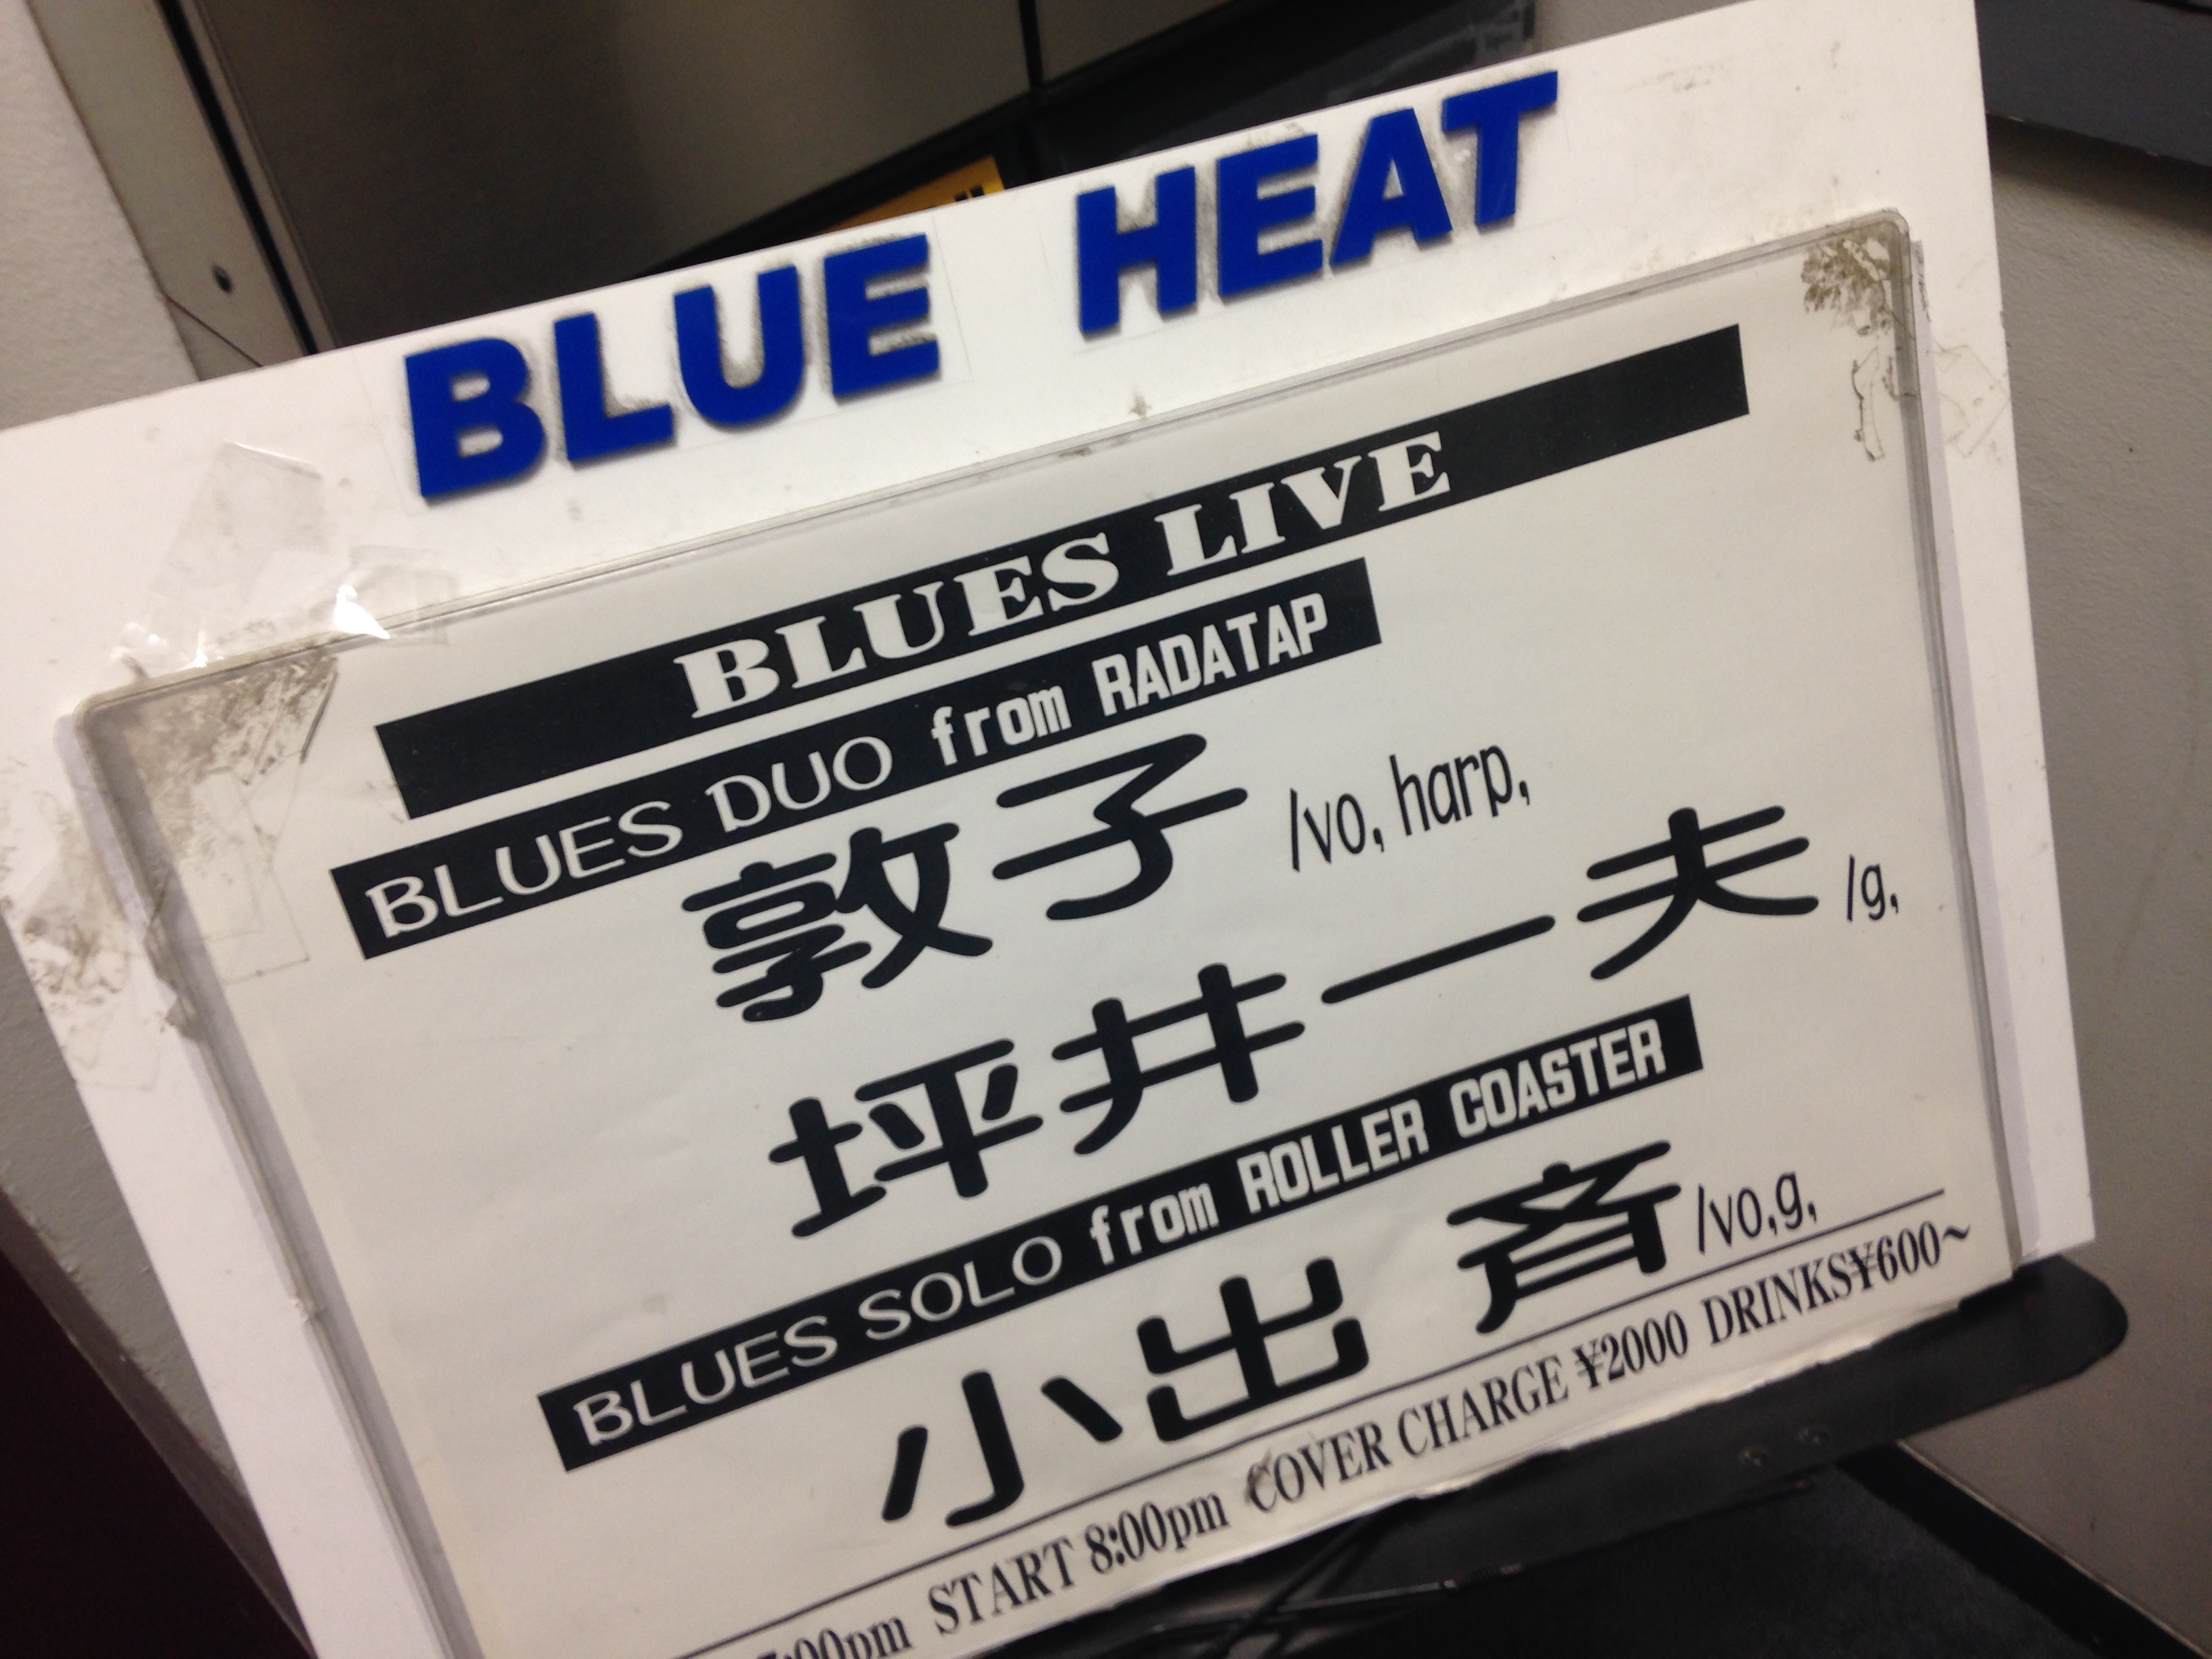 BLUE HEAT
BLUES LIVE
BLUES DUO from RADATAP
敦子 /vo, harp,
坪井一夫 /g,
BLUES SOLO from ROLLER COASTER
小出 斉 /vo,g,
START 8:00pm COVER CHARGE ¥2000 DRINKS¥600~